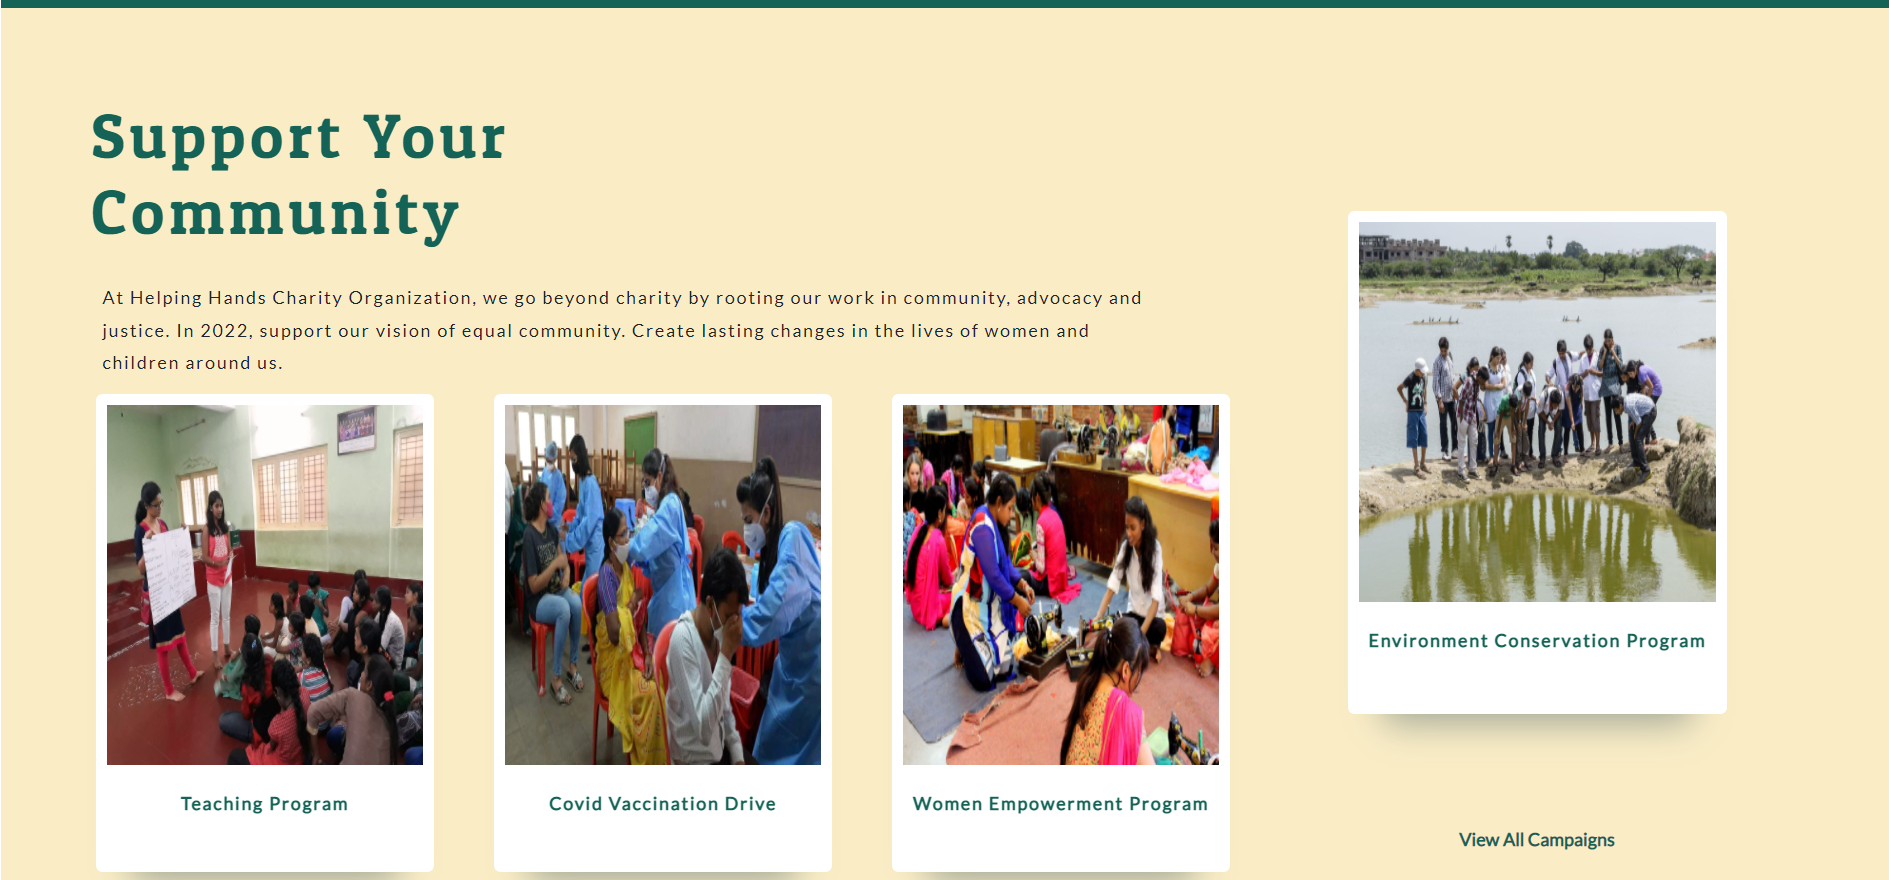 Support Your
Community
At Helping Hands Charity Organization, we go beyond charity by rooting our work in community, advocacy and
justice. In 2022, support our vision of equal community. Create lasting changes in the lives of women and
children around us.
Teaching Program
Covid Vaccination Drive
Women Empowerment Program
Environment Conservation Program
View All Campaigns